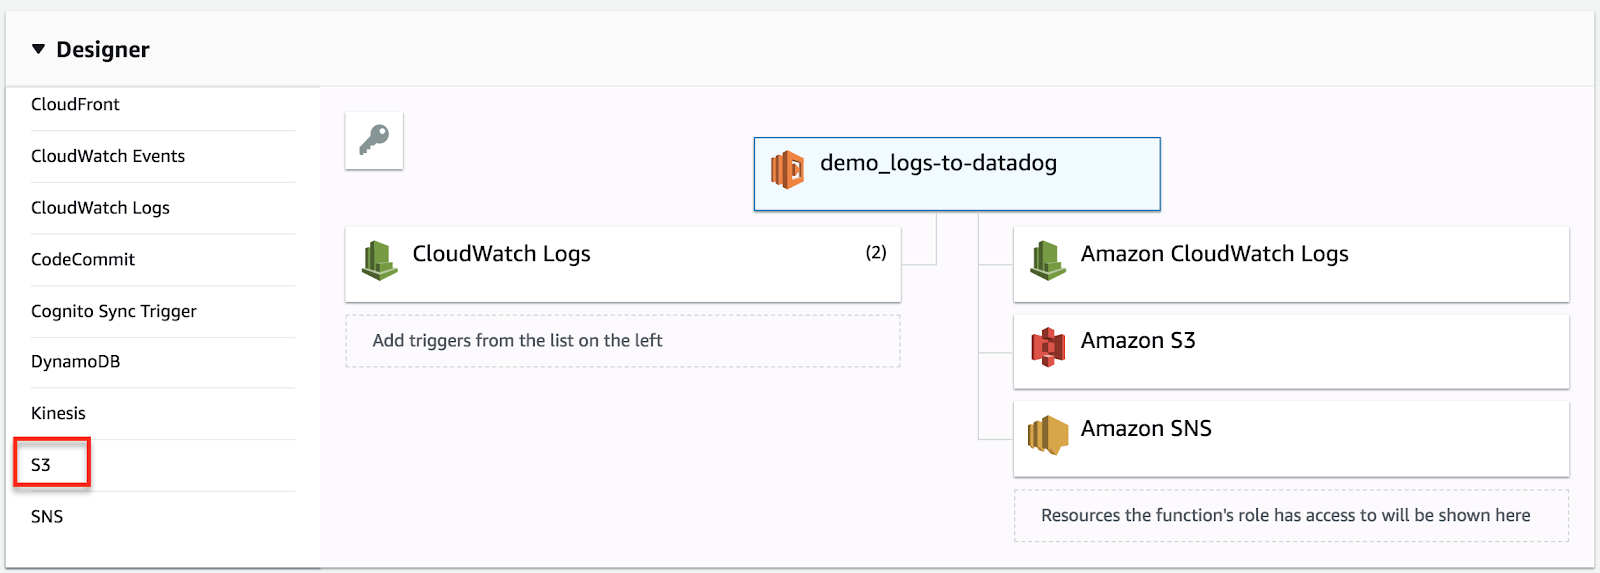 Designer
CloudFront
CloudWatch Events
CloudWatch Logs
CodeCommit
Cognito Sync Trigger
DynamoDB
Kinesis
S3
SNS
demo_logs-to-datadog
CloudWatch Logs (2)
Add triggers from the list on the left
Amazon CloudWatch Logs
Amazon S3
Amazon SNS
Resources the function's role has access to will be shown here